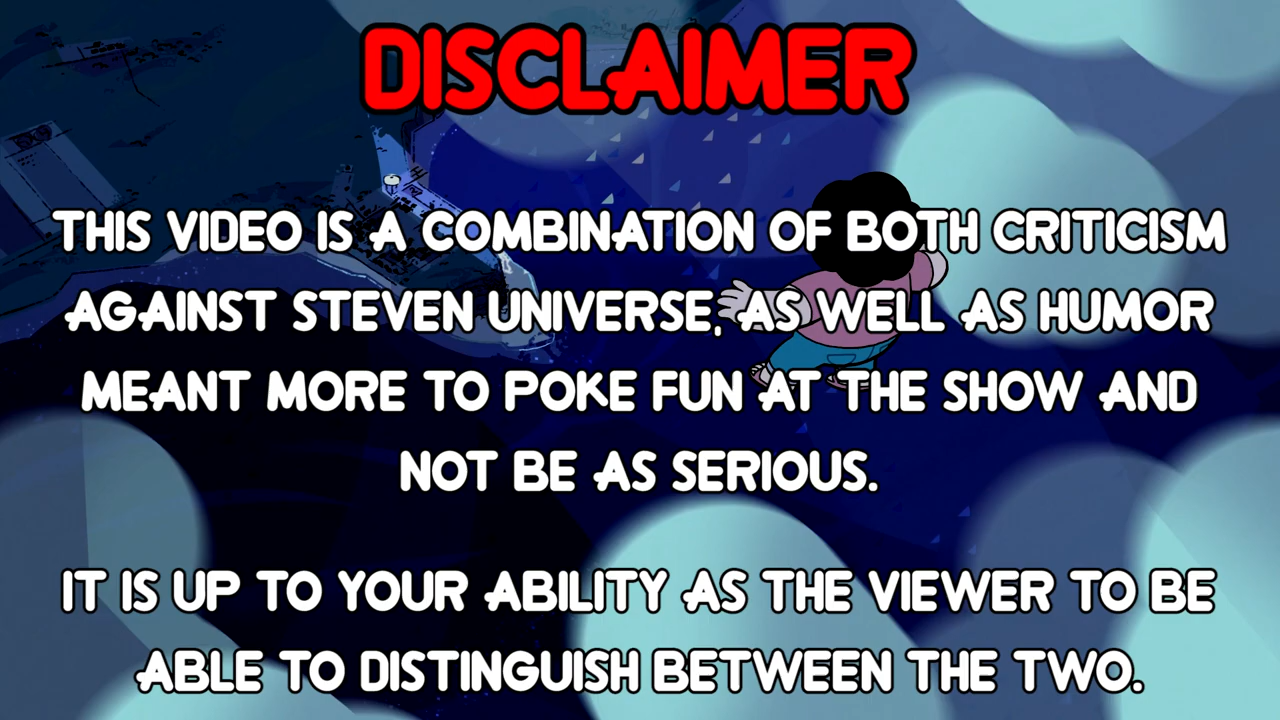 DISCLAIMER
THIS VIDEO IS A COMBINATION OF BOTH CRITICISM
AGAINST STEVEN UNIVERSE, AS WELL AS HUMOR
MEANT MORE TO POKE FUN AT THE SHOW AND
NOT BE AS SERIOUS.
IT IS UP TO YOUR ABILITY AS THE VIEWER TO BE
ABLE TO DISTINGUISH BETWEEN THE TWO.